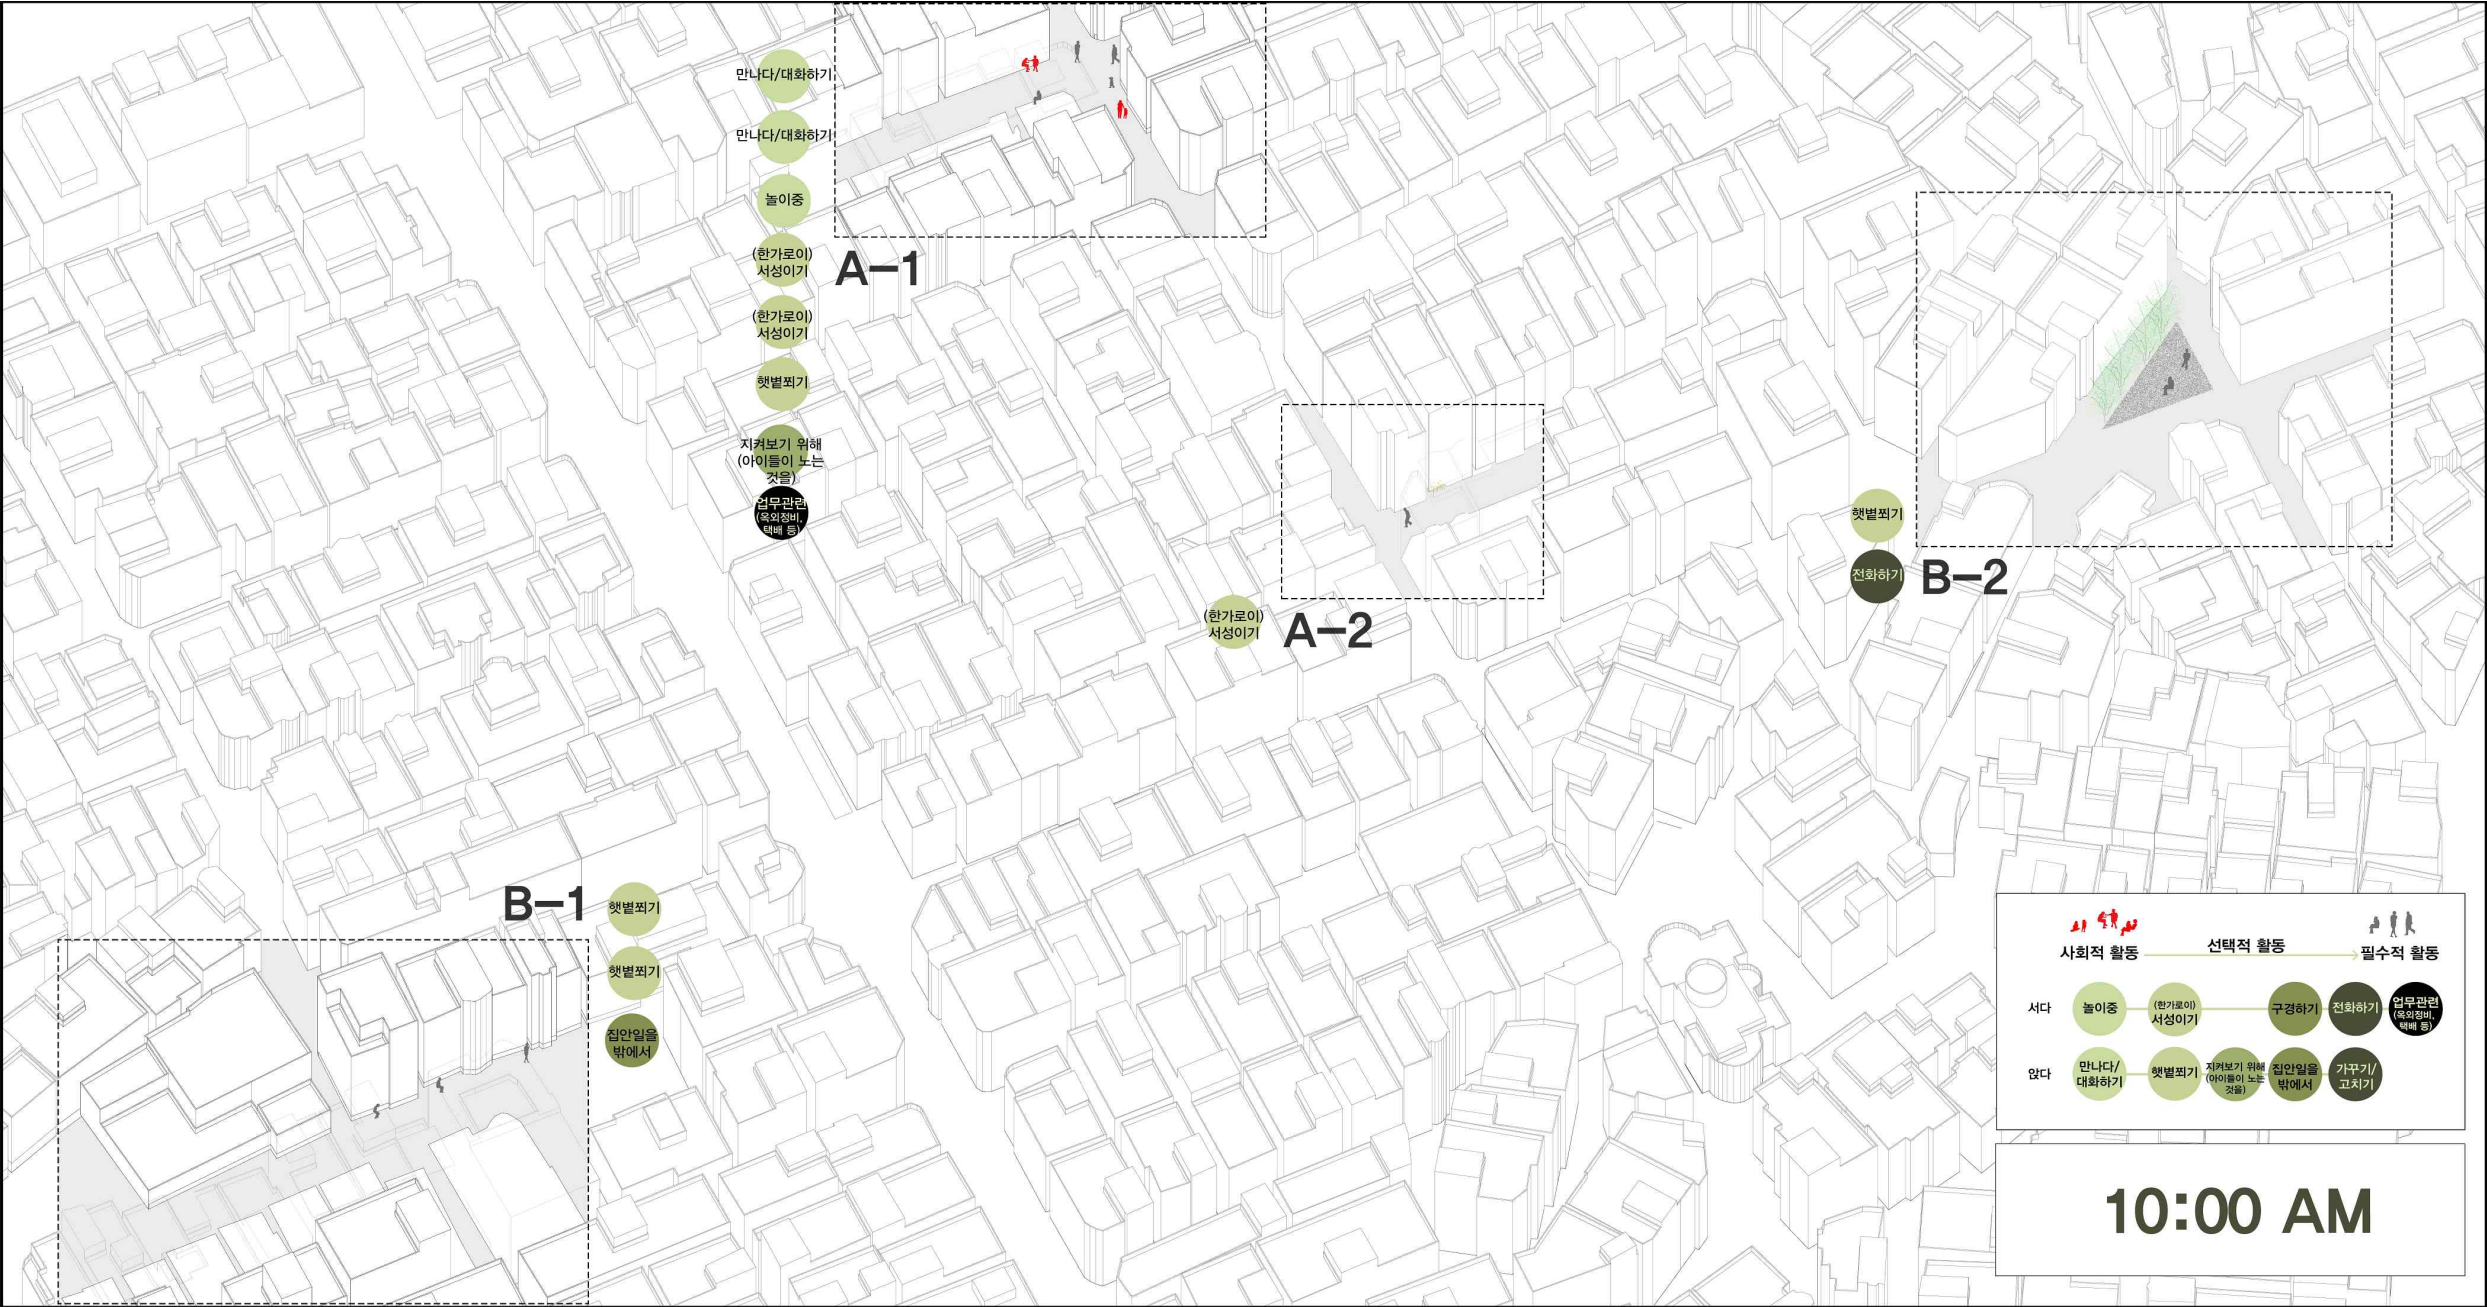 만나다/대화하기
만나다/대화하기
놀이중
(한가로이)
서성이기
(한가로이)
서성이기
햇볕쬐기
지켜보기 위해
(아이들이 노는
것을)
업무관련
(옥외정비,
택배 등)
A-1
(한가로이)
서성이기
A-2
햇볕쬐기
전화하기
B-2
B-1
햇볕쬐기
햇볕쬐기
집안일을
밖에서
사회적 활동
선택적 활동
필수적 활동
서다
놀이중
(한가로이)
서성이기
구경하기
전화하기
업무관련
(옥외정비,
택배 등)
앉다
만나다/
대화하기
햇볕쬐기
지켜보기 위해
(아이들이 노는
것을)
집안일을
밖에서
가꾸기/
고치기
10:00 AM